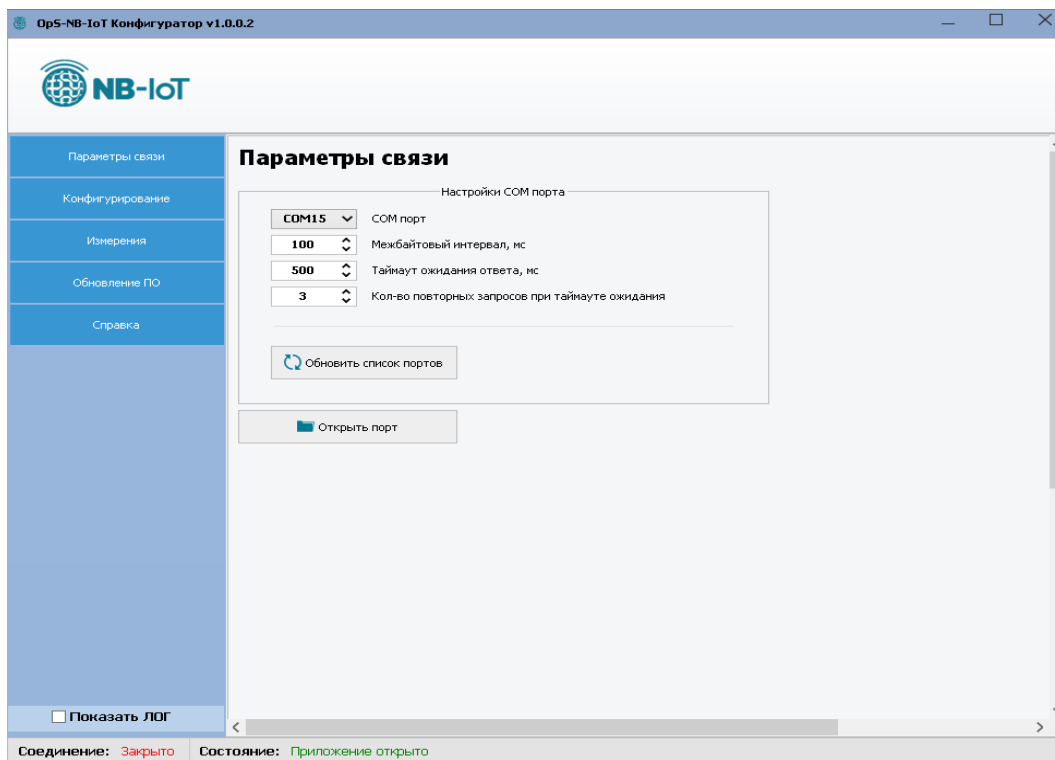 OpS-NB-IoT Конфигуратор v1.0.0.2
NB-IoT
Параметры связи
Конфигурирование
Измерения
Обновление ПО
Справка
Показать ЛОГ
Параметры связи
Настройки COM порта
COM15 COM порт
100 Межбайтовый интервал, мс
500 Таймаут ожидания ответа, мс
3 Кол-во повторных запросов при таймауте ожидания
Обновить список портов
Открыть порт
Соединение: Закрыто Состояние: Приложение открыто